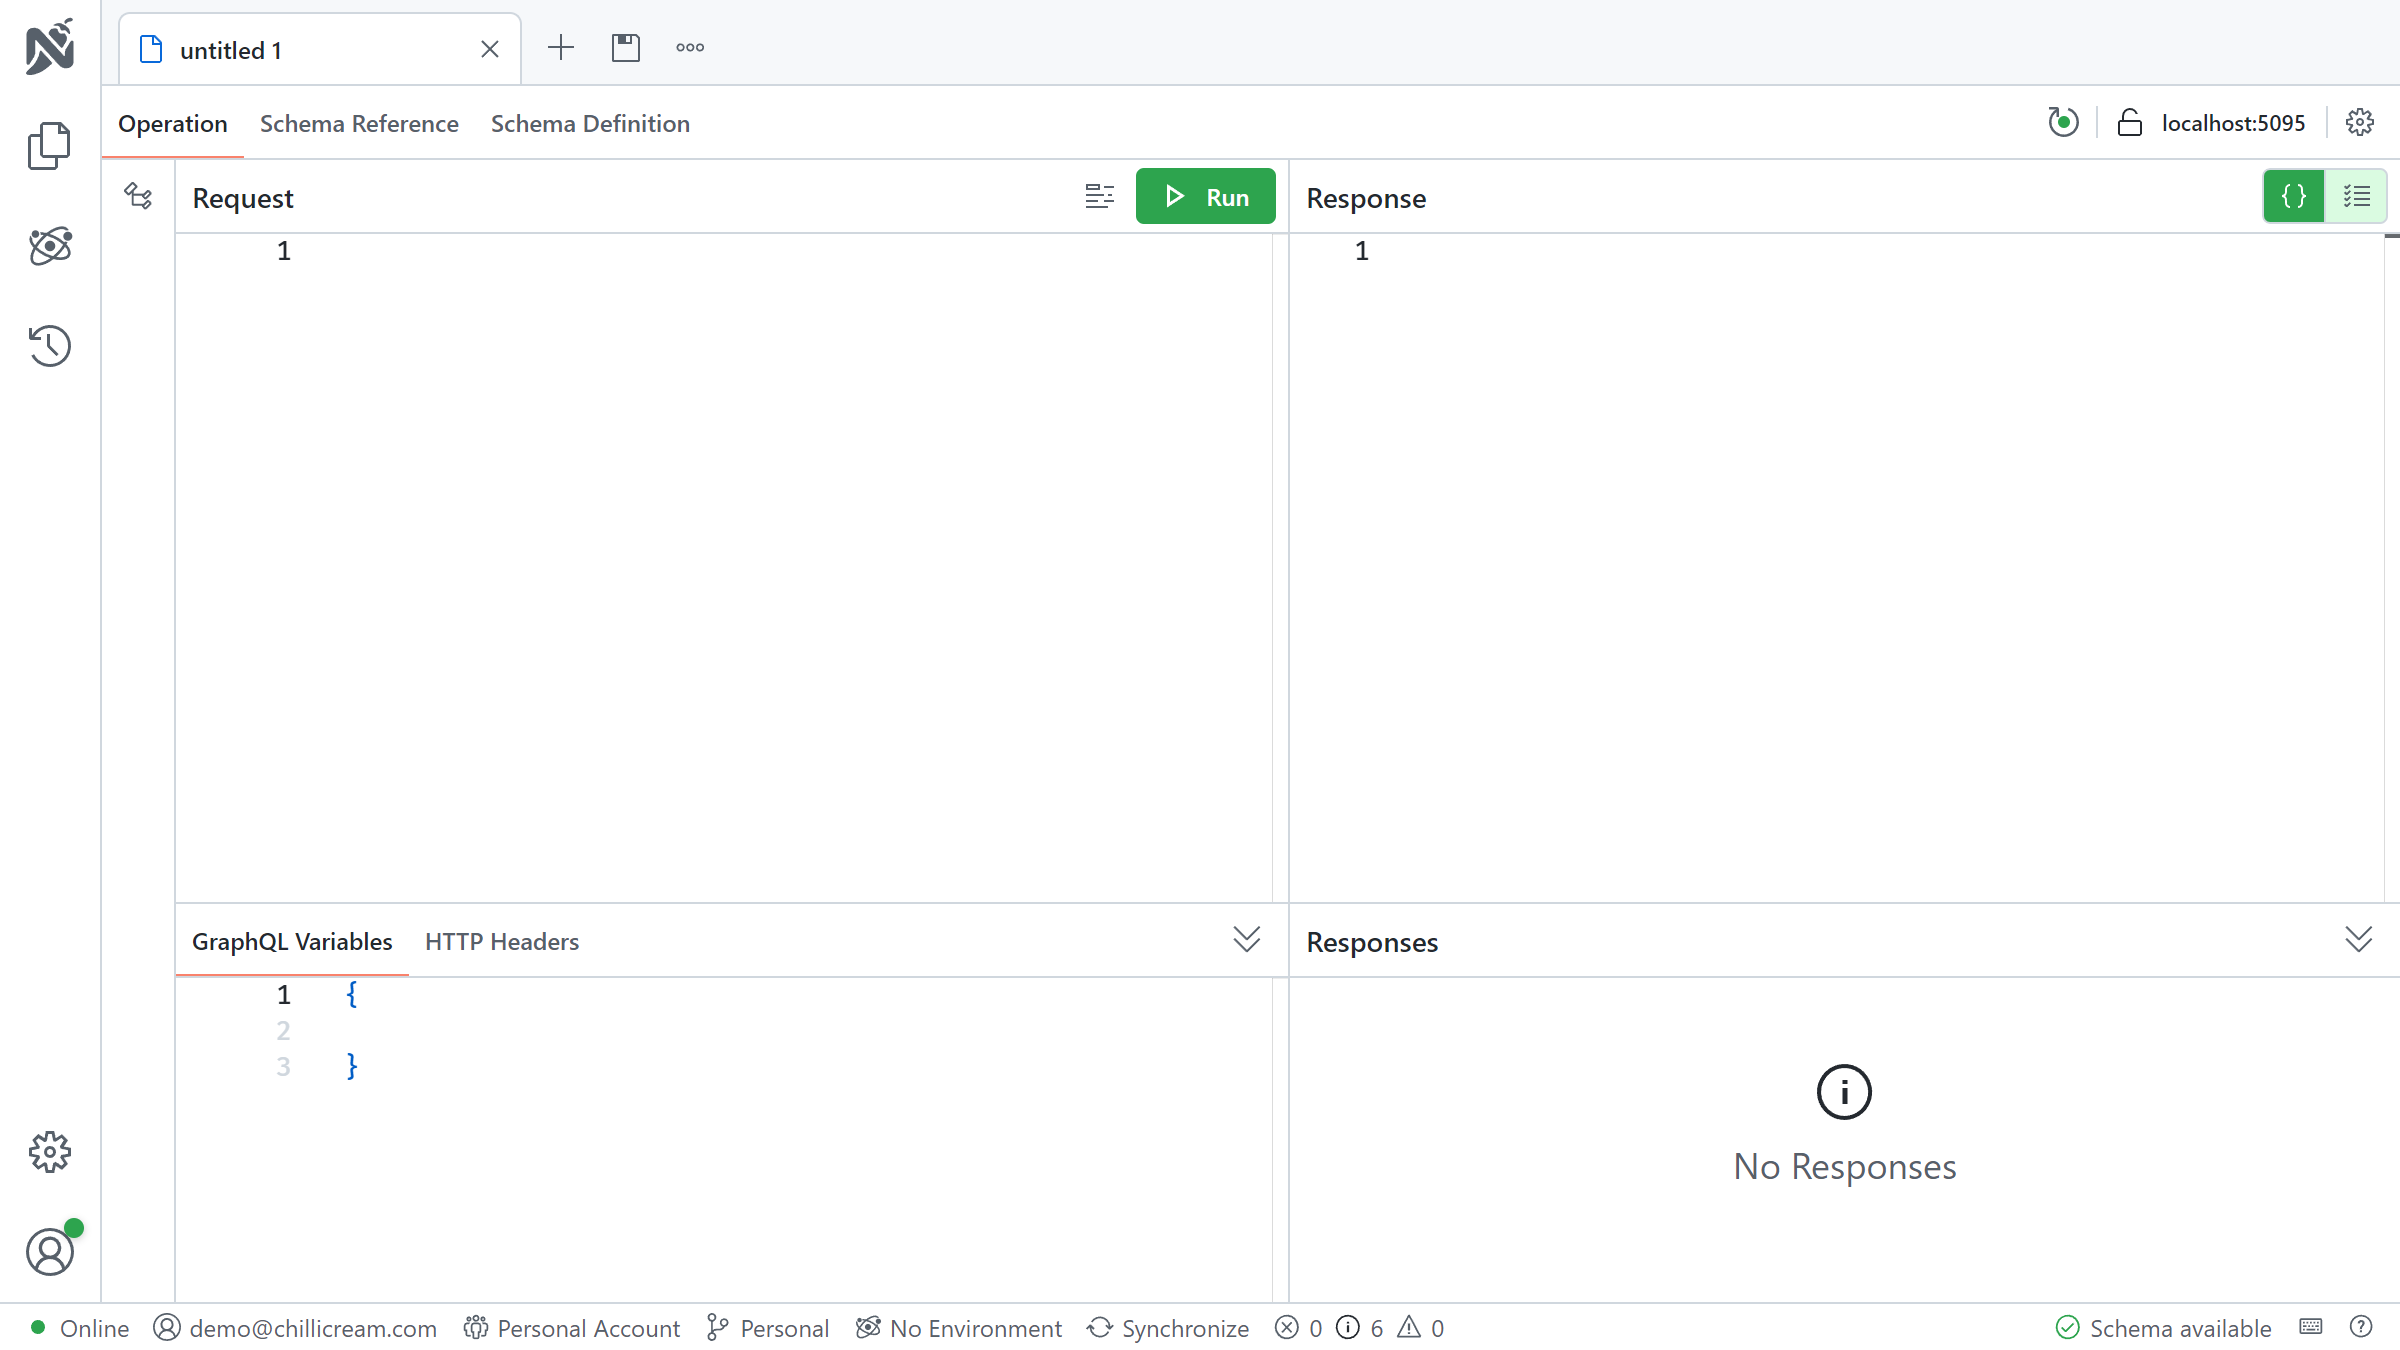 untitled 1
Operation Schema Reference Schema Definition localhost:5095
Request Run Response
1 1
GraphQL Variables HTTP Headers Responses
1 {
2
3 }
No Responses
Online demo@chillicream.com Personal Account Personal No Environment Synchronize 0 6 0 Schema available